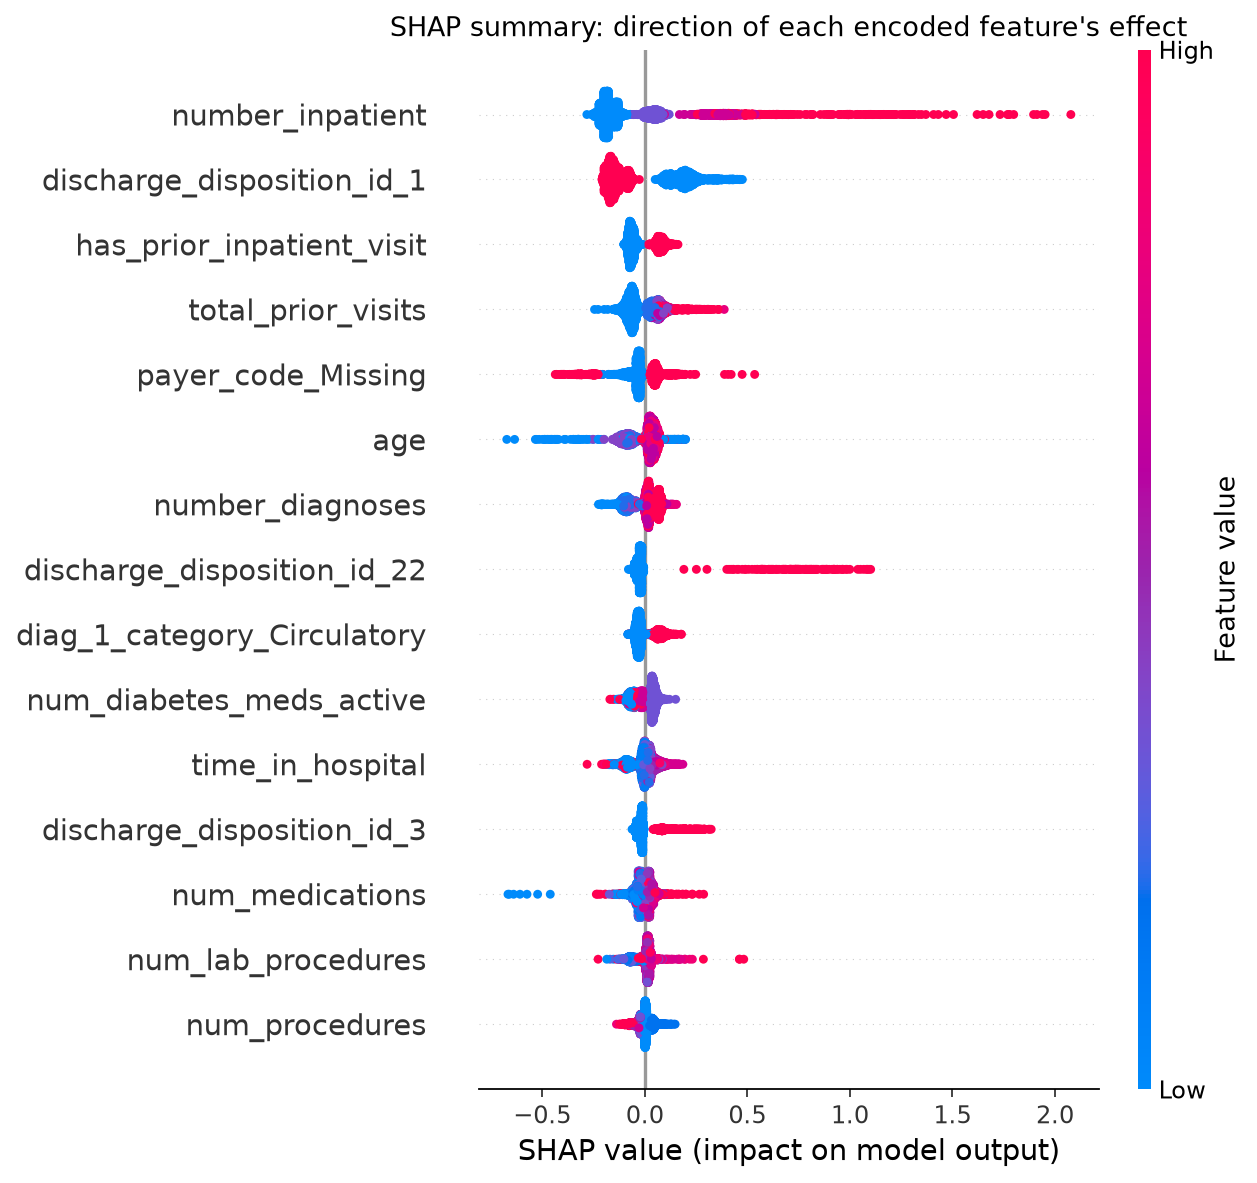 SHAP summary: direction of each encoded feature's effect
High
number_inpatient
discharge_disposition_id_1
has_prior_inpatient_visit
total_prior_visits
payer_code_Missing
age
number_diagnoses
discharge_disposition_id_22
diag_1_category_Circulatory
num_diabetes_meds_active
time_in_hospital
discharge_disposition_id_3
num_medications
num_lab_procedures
num_procedures
Feature value
Low
−0.5 0.0 0.5 1.0 1.5 2.0
SHAP value (impact on model output)